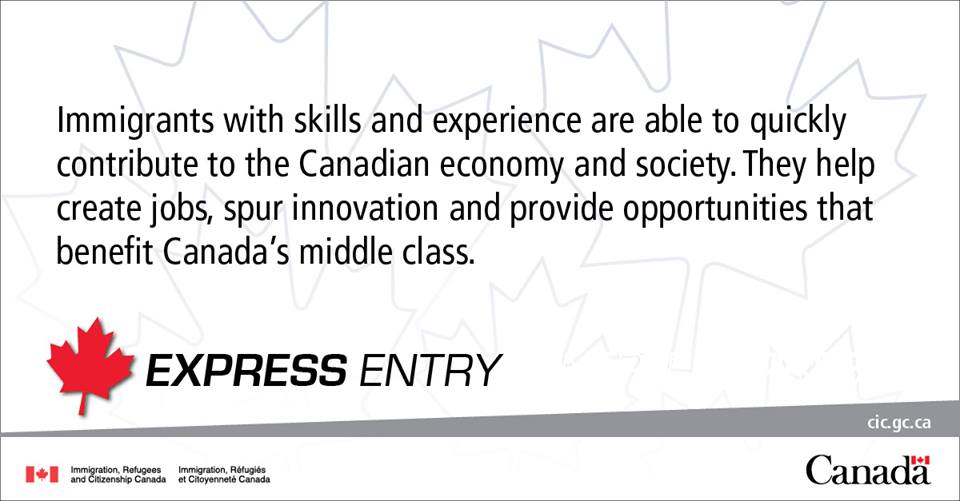 Immigrants with skills and experience are able to quickly
contribute to the Canadian economy and society. They help
create jobs, spur innovation and provide opportunities that
benefit Canada’s middle class.
EXPRESS ENTRY
cic.gc.ca
Immigration, Refugees
and Citizenship Canada
Immigration, Réfugiés
et Citoyenneté Canada
Canada